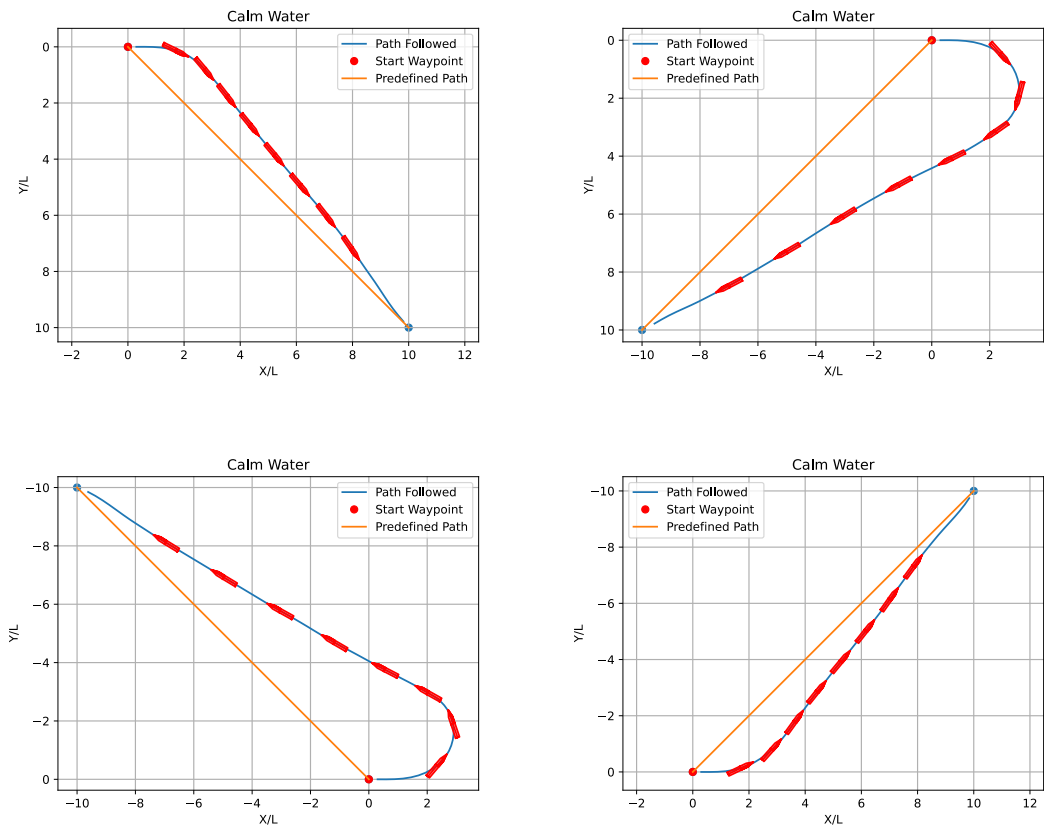 Calm Water
Path Followed
Start Waypoint
Predefined Path
0
2
4
6
8
10
Y/L
−2 0 2 4 6 8 10 12
X/L
Calm Water
Path Followed
Start Waypoint
Predefined Path
0
2
4
6
8
10
Y/L
−10 −8 −6 −4 −2 0 2
X/L
Calm Water
Path Followed
Start Waypoint
Predefined Path
−10
−8
−6
−4
−2
0
Y/L
−10 −8 −6 −4 −2 0 2
X/L
Calm Water
Path Followed
Start Waypoint
Predefined Path
−10
−8
−6
−4
−2
0
Y/L
−2 0 2 4 6 8 10 12
X/L